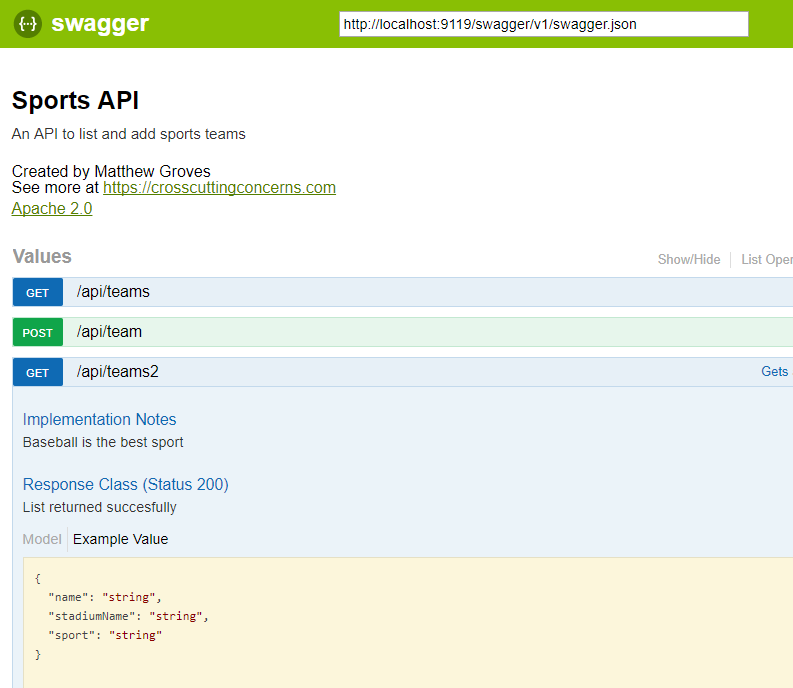 {···} swagger
http://localhost:9119/swagger/v1/swagger.json
Sports API
An API to list and add sports teams
Created by Matthew Groves
See more at https://crosscuttingconcerns.com
Apache 2.0
Values
Show/Hide
List Oper
GET /api/teams
POST /api/team
GET /api/teams2
Gets
Implementation Notes
Baseball is the best sport
Response Class (Status 200)
List returned succesfully
Model Example Value
{
"name": "string",
"stadiumName": "string",
"sport": "string"
}